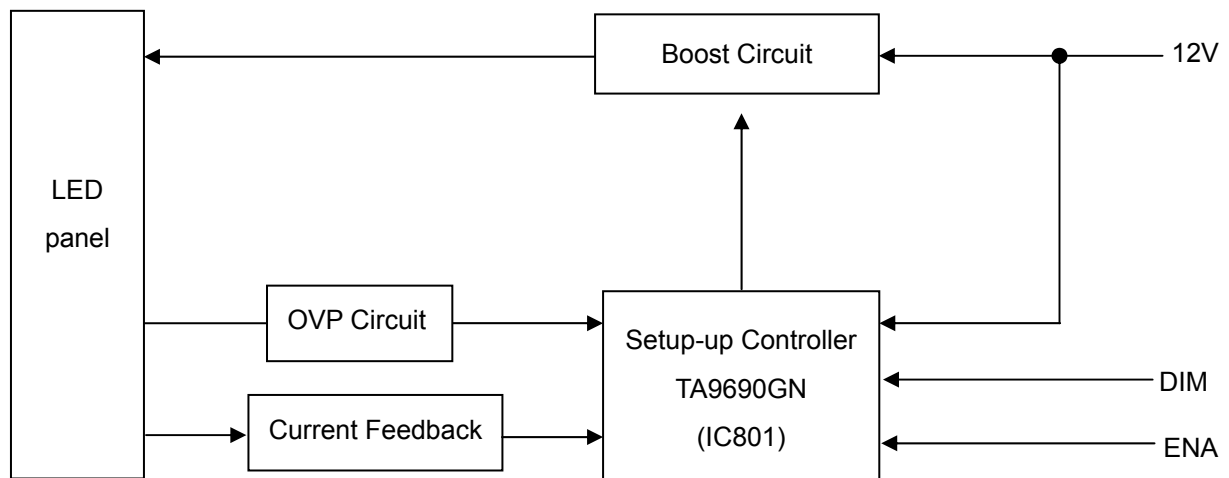 Boost Circuit
12V
LED
panel
OVP Circuit
Setup-up Controller
TA9690GN
(IC801)
DIM
Current Feedback
ENA